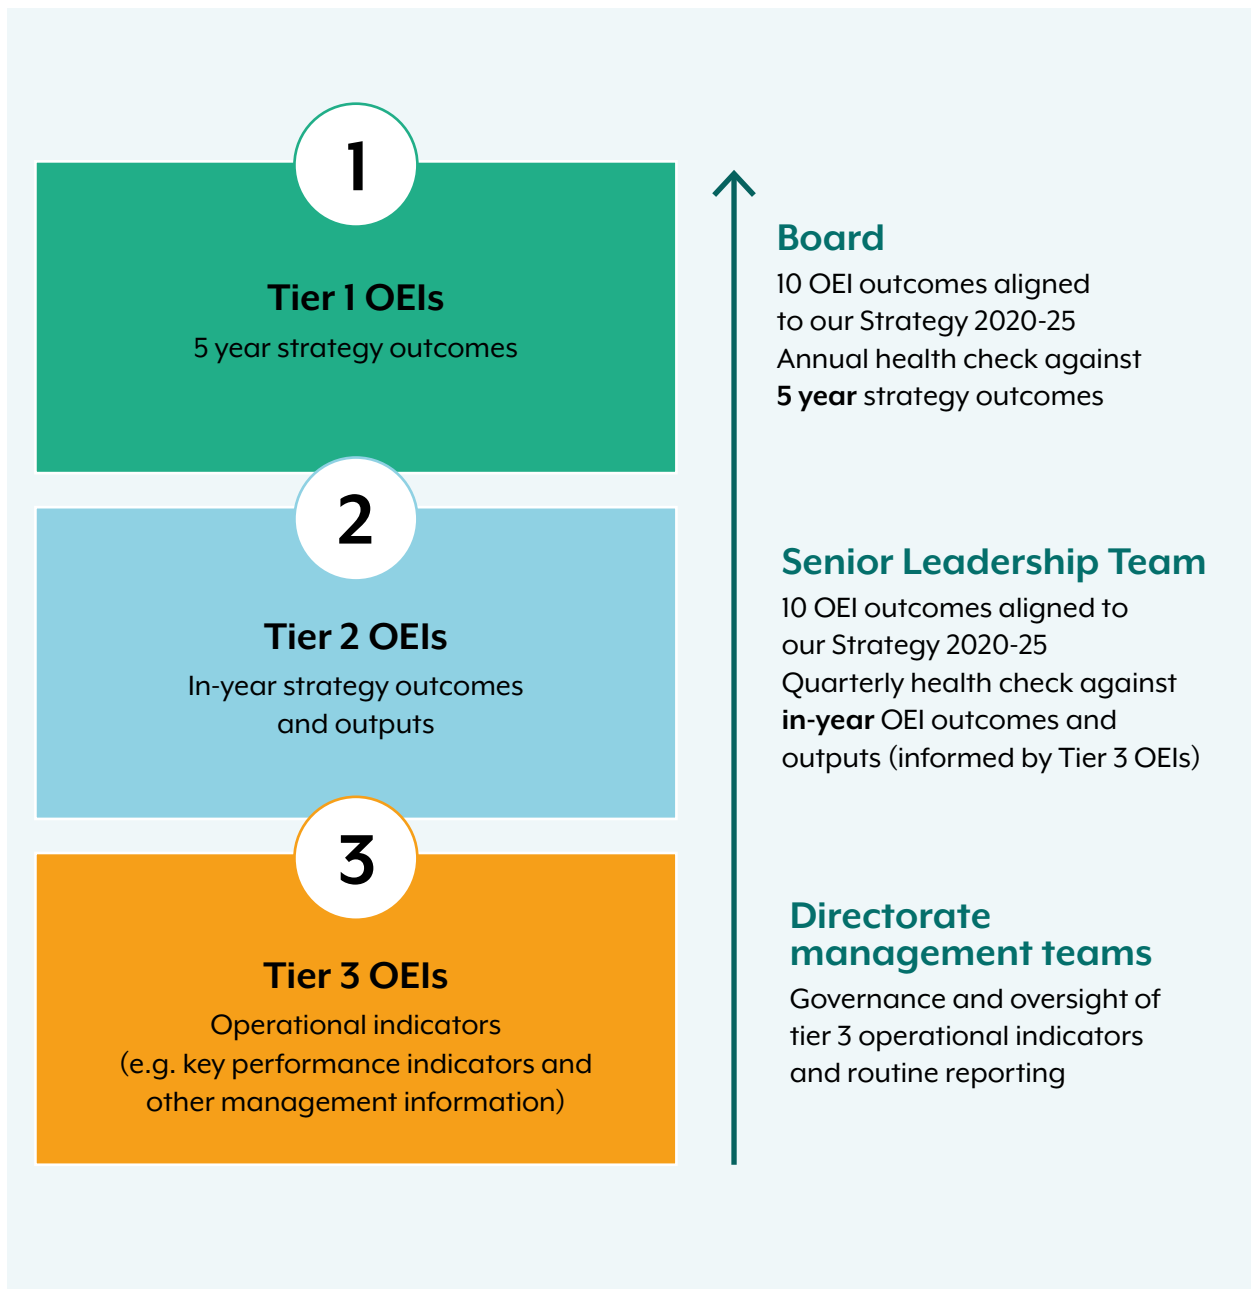 1
Tier 1 OEIs
5 year strategy outcomes
Board
10 OEI outcomes aligned
to our Strategy 2020-25
Annual health check against
5 year strategy outcomes
2
Tier 2 OEIs
In-year strategy outcomes
and outputs
Senior Leadership Team
10 OEI outcomes aligned to
our Strategy 2020-25
Quarterly health check against
in-year OEI outcomes and
outputs (informed by Tier 3 OEIs)
3
Tier 3 OEIs
Operational indicators
(e.g. key performance indicators and
other management information)
Directorate
management teams
Governance and oversight of
tier 3 operational indicators
and routine reporting